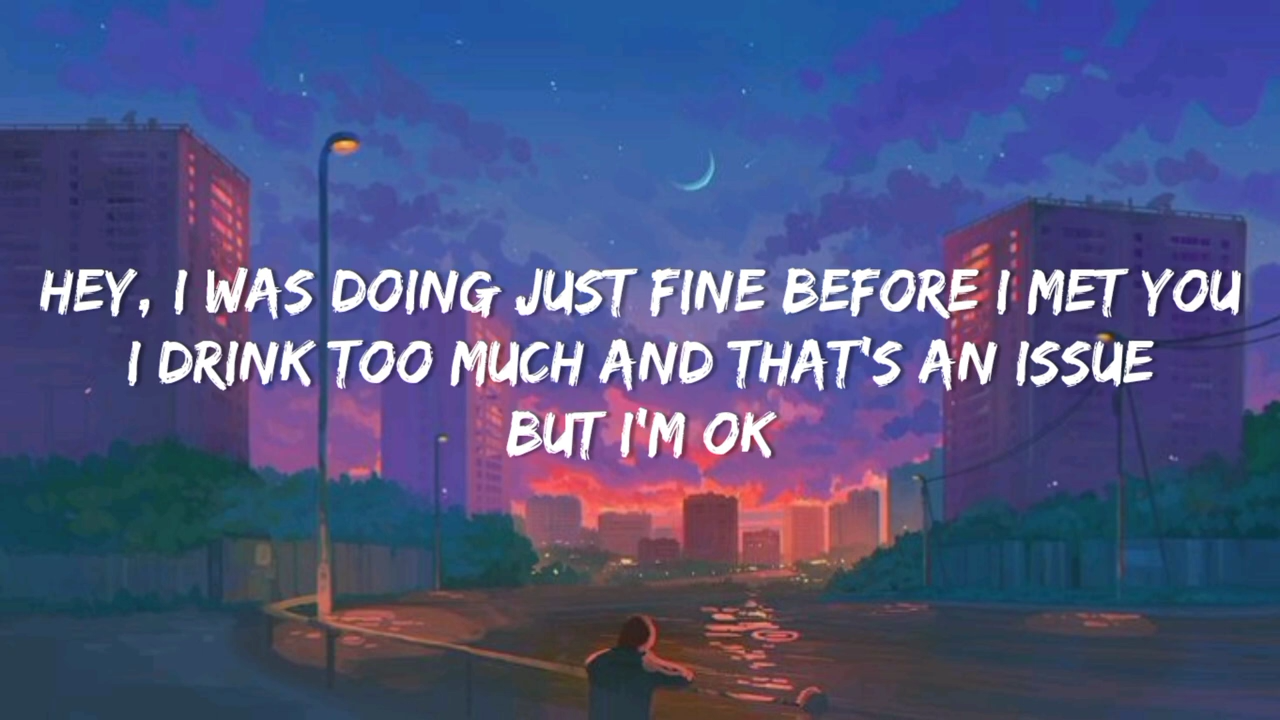 HEY, I WAS DOING JUST FINE BEFORE I MET YOU
I DRINK TOO MUCH AND THAT'S AN ISSUE
BUT I'M OK